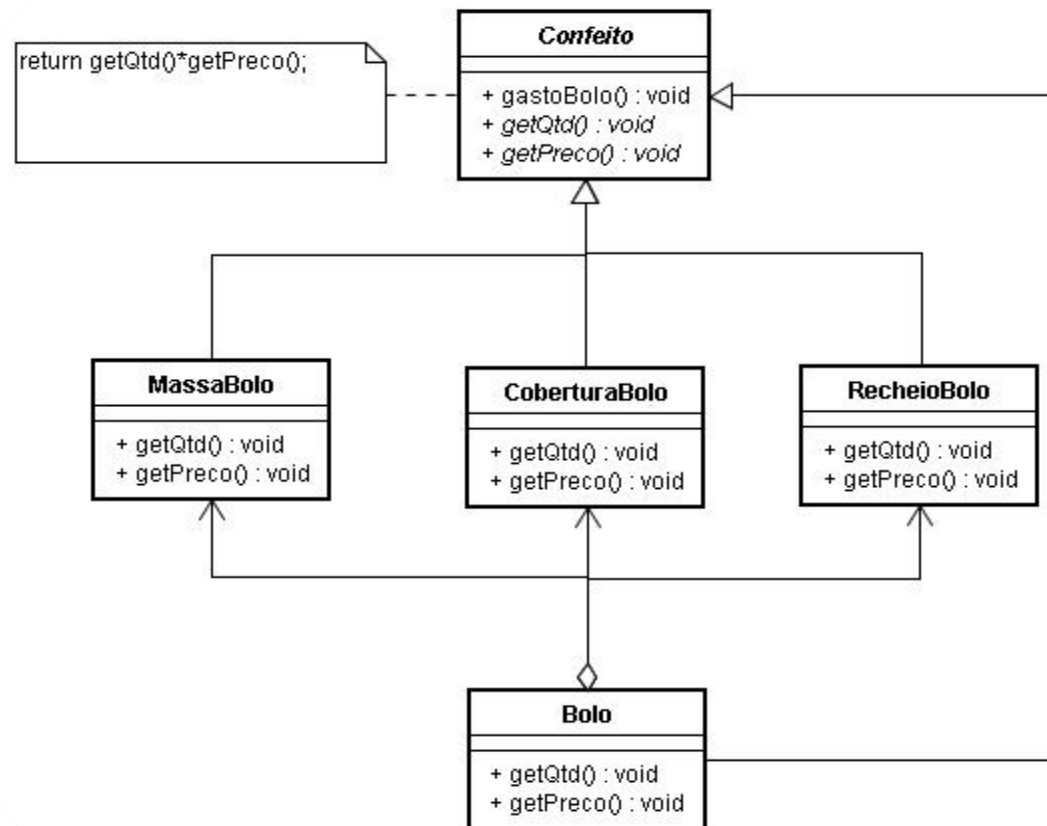 return getQtd()*getPreco();
Confeito
+ gastoBolo() : void
+ getQtd() : void
+ getPreco() : void
MassaBolo
+ getQtd() : void
+ getPreco() : void
CoberturaBolo
+ getQtd() : void
+ getPreco() : void
RecheioBolo
+ getQtd() : void
+ getPreco() : void
Bolo
+ getQtd() : void
+ getPreco() : void